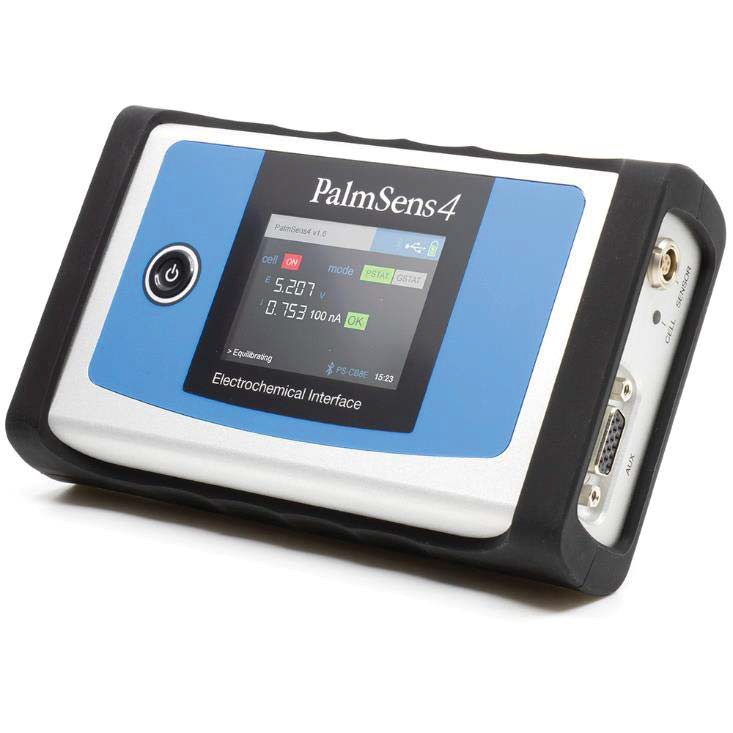 PalmSens4
PalmSens4 v1.6
cell ON mode PSTAT GSTAT
E 5.207 V
I 0.753 100 nA OK
> Equilibrating
PS-CB8E 15:23
Electrochemical Interface
SENSOR
CELL
AUX